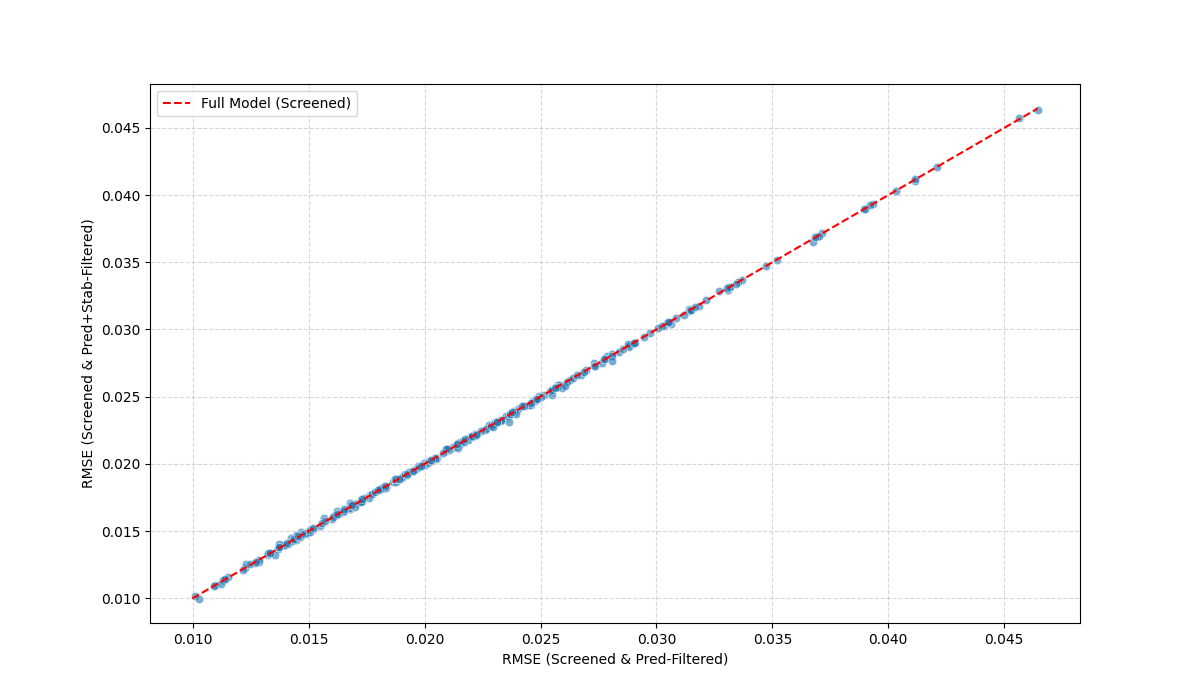 Full Model (Screened)
0.045
0.040
0.035
0.030
0.025
0.020
0.015
0.010
RMSE (Screened & Pred+Stab-Filtered)
0.010 0.015 0.020 0.025 0.030 0.035 0.040 0.045
RMSE (Screened & Pred-Filtered)